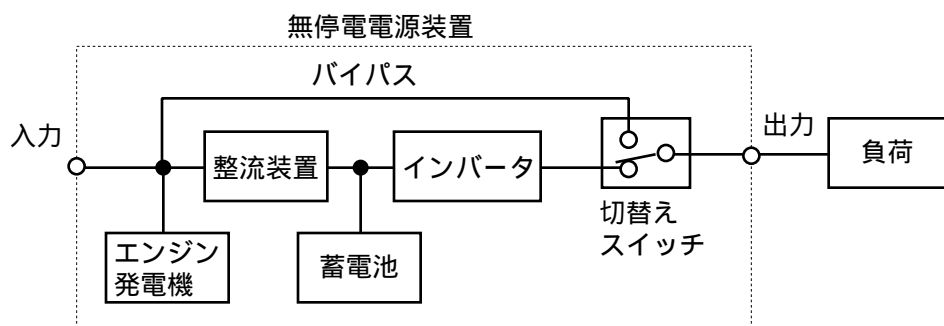 無停電電源装置
バイパス
入力
出力
整流装置
インバータ
負荷
切替え
スイッチ
エンジン
発電機
蓄電池